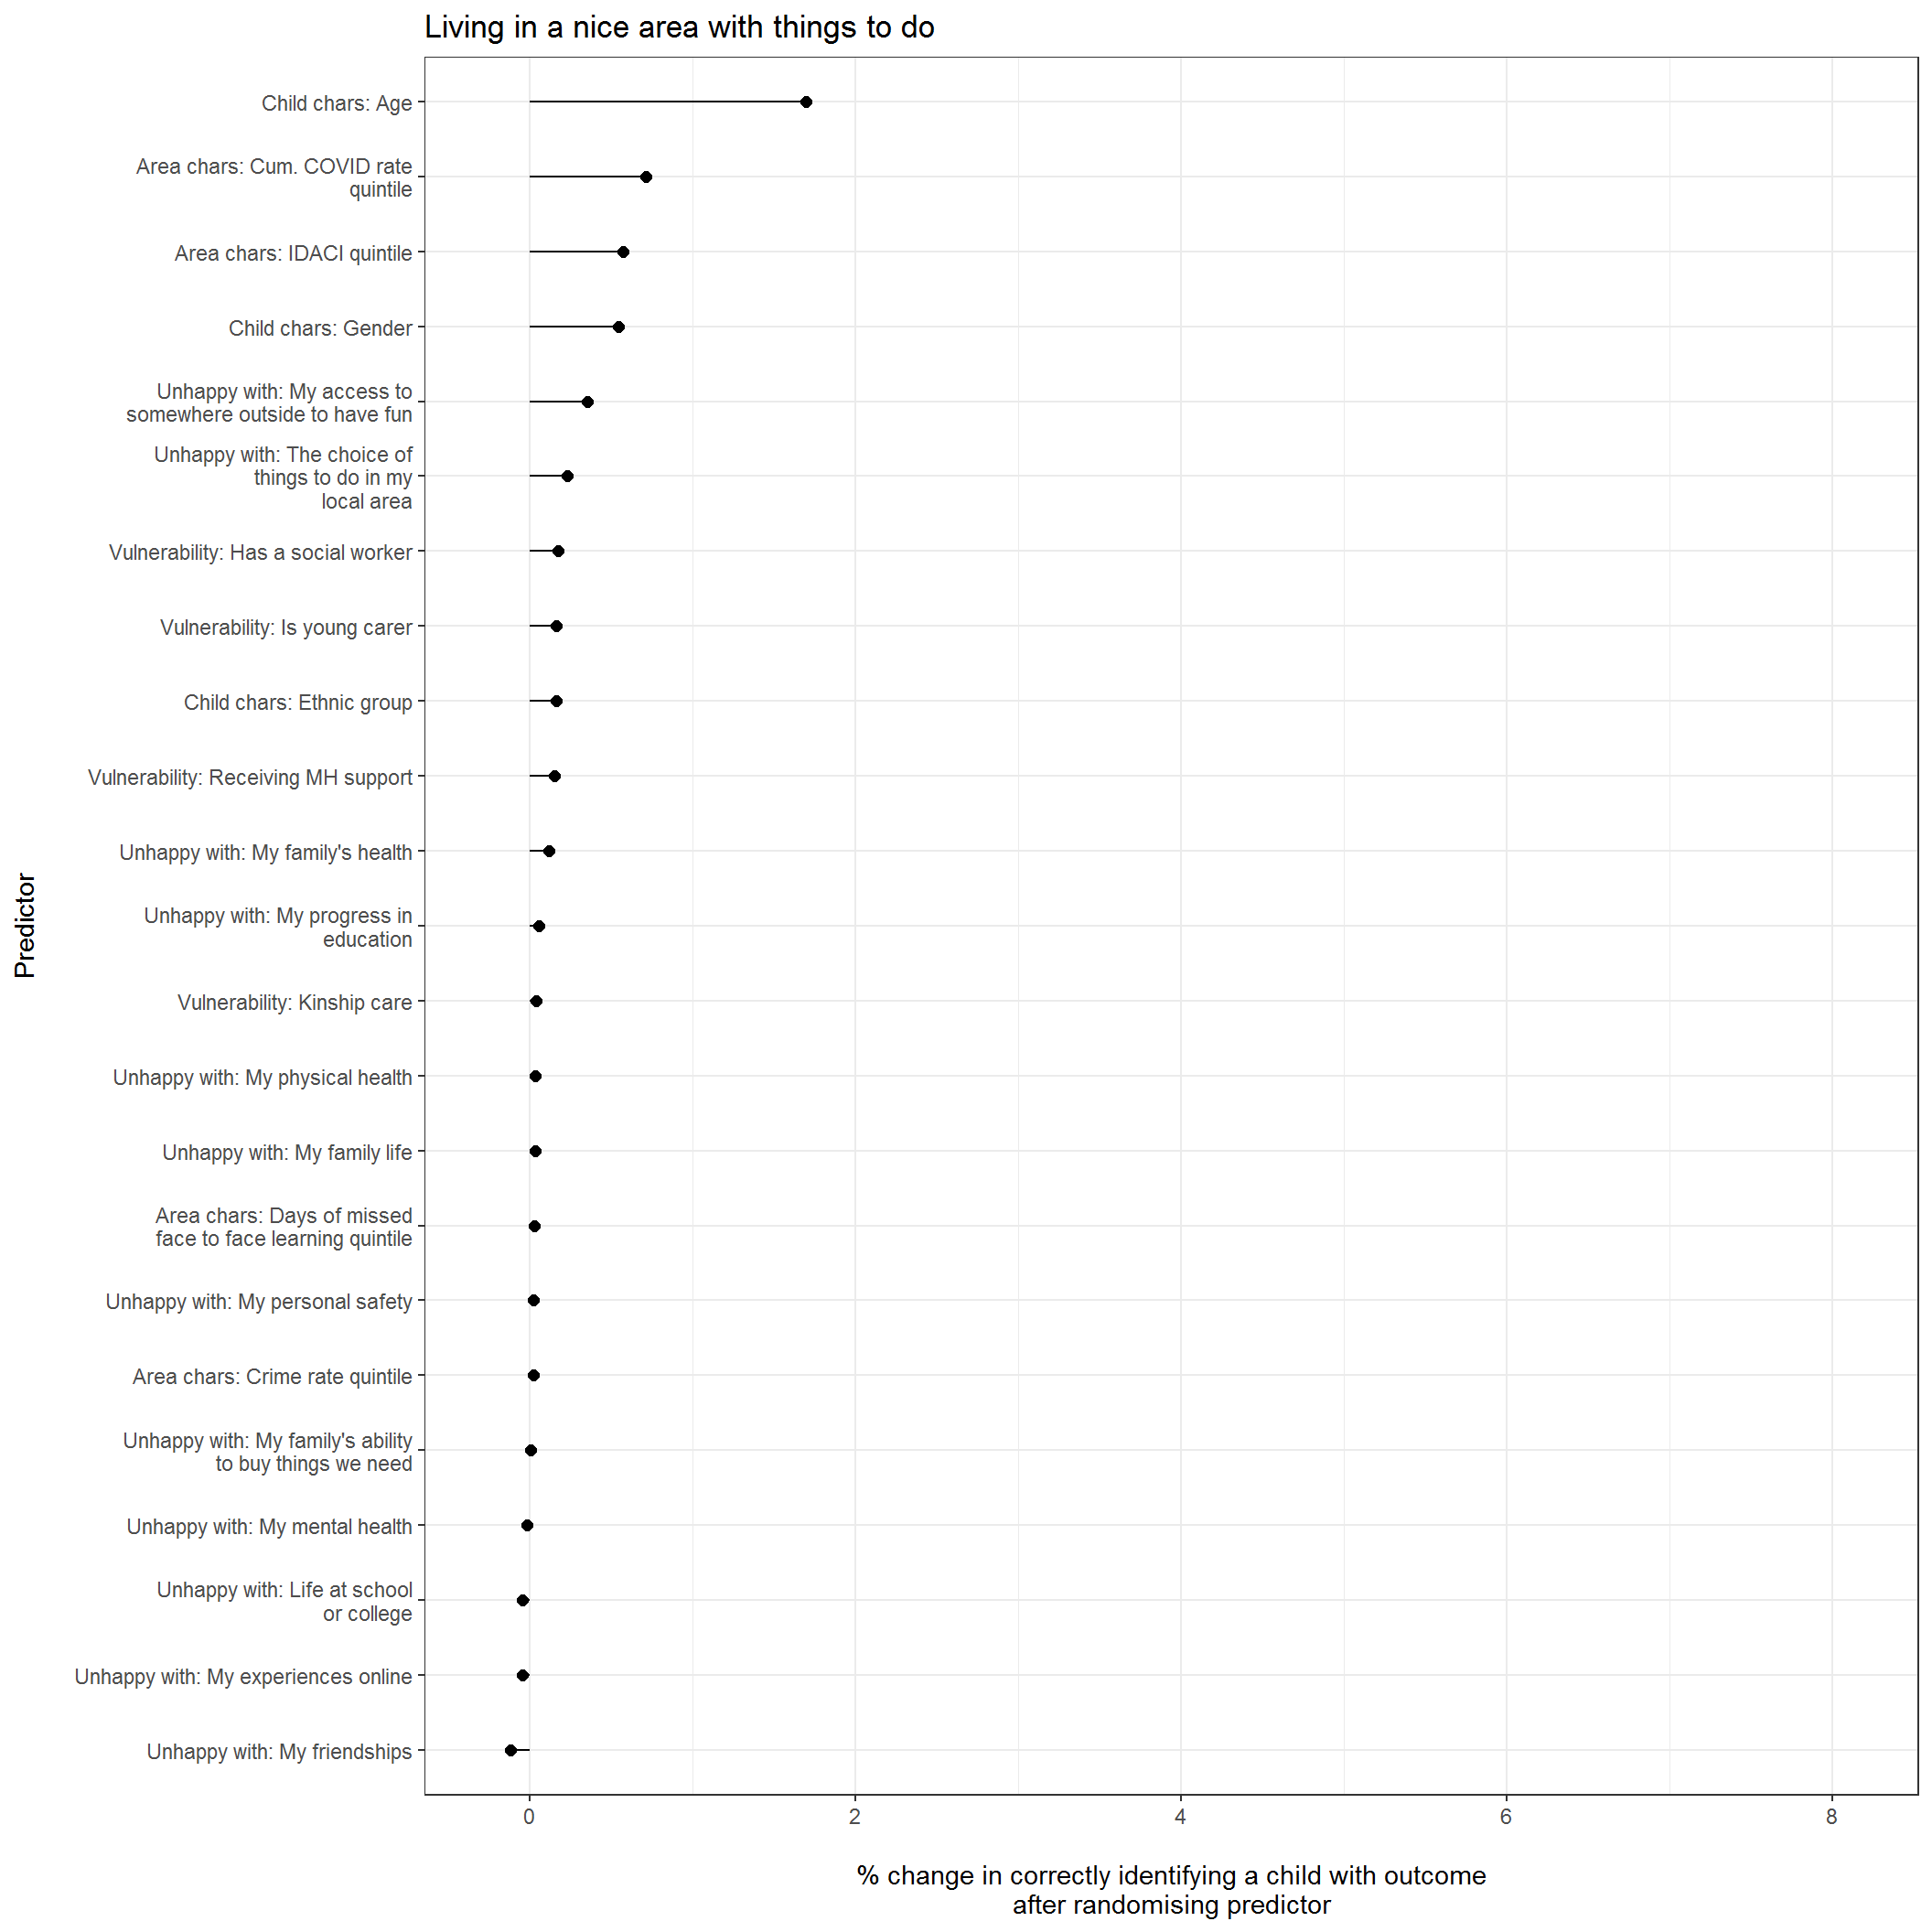 Living in a nice area with things to do
Child chars: Age
Area chars: Cum. COVID rate
quintile
Area chars: IDACI quintile
Child chars: Gender
Unhappy with: My access to
somewhere outside to have fun
Unhappy with: The choice of
things to do in my
local area
Vulnerability: Has a social worker
Vulnerability: Is young carer
Child chars: Ethnic group
Vulnerability: Receiving MH support
Unhappy with: My family's health
Unhappy with: My progress in
education
Vulnerability: Kinship care
Unhappy with: My physical health
Unhappy with: My family life
Area chars: Days of missed
face to face learning quintile
Unhappy with: My personal safety
Area chars: Crime rate quintile
Unhappy with: My family's ability
to buy things we need
Unhappy with: My mental health
Unhappy with: Life at school
or college
Unhappy with: My experiences online
Unhappy with: My friendships
Predictor
0 2 4 6 8
% change in correctly identifying a child with outcome
after randomising predictor